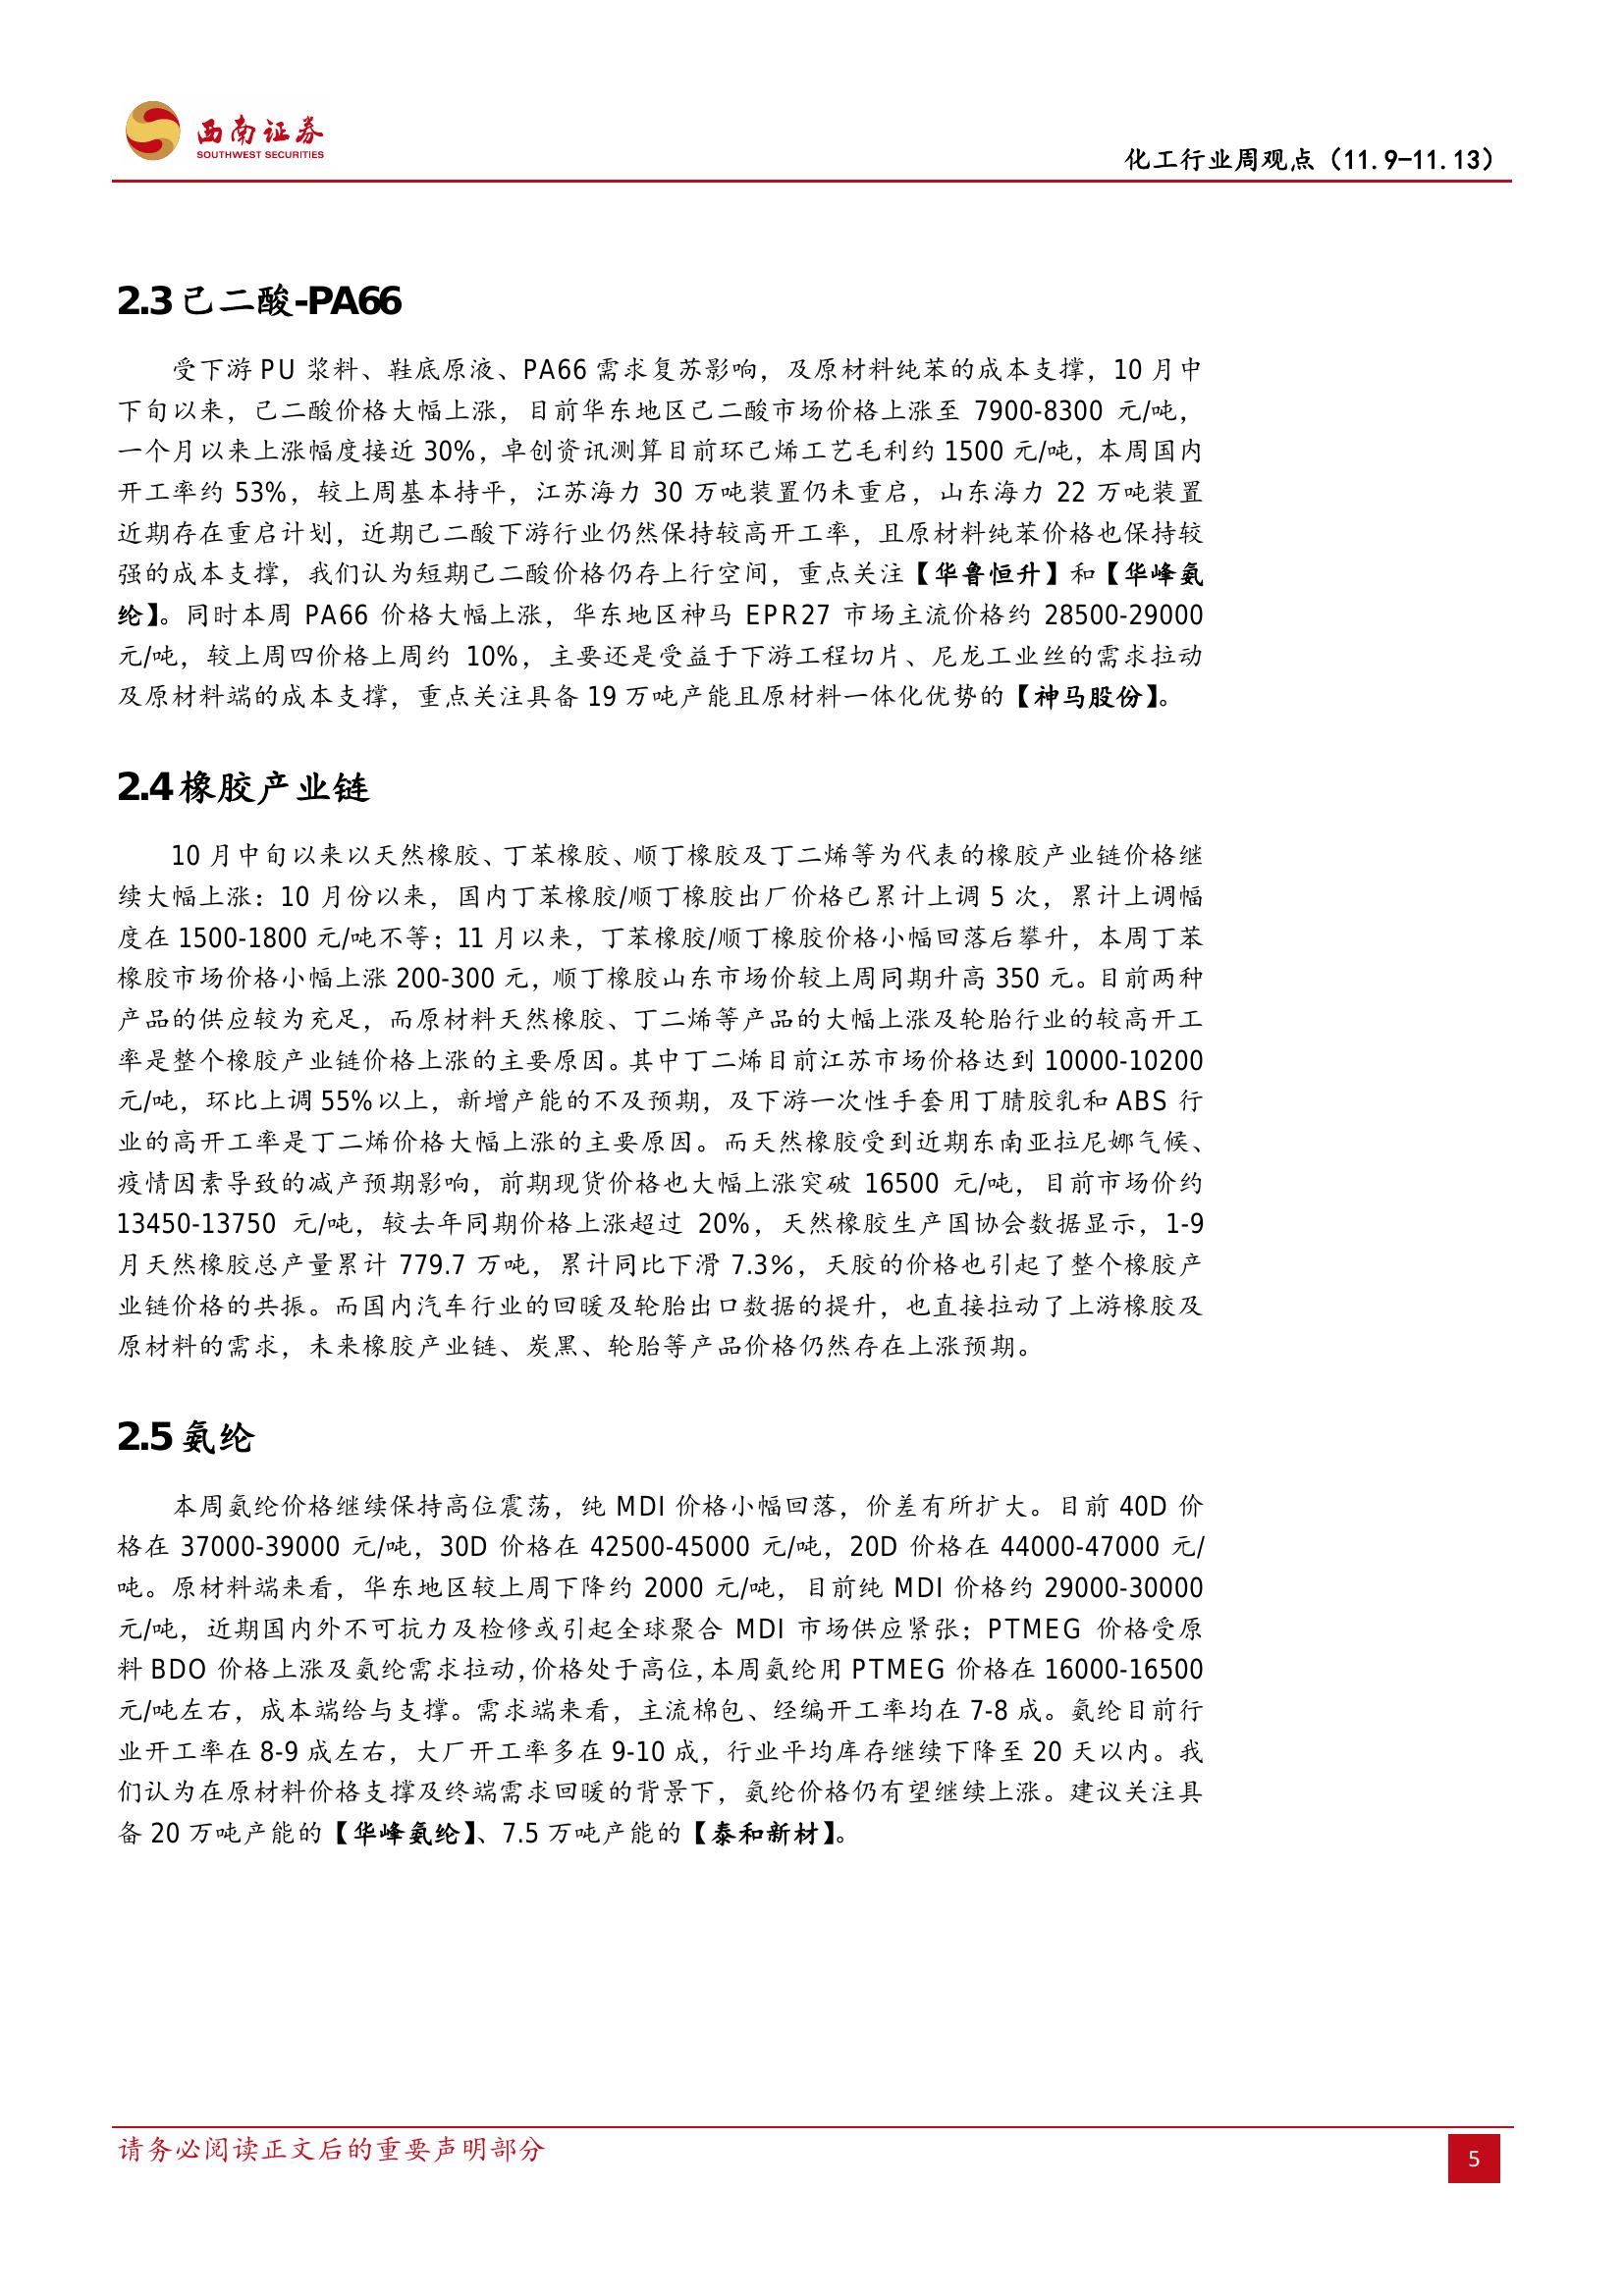 西南证券
SOUTHWEST SECURITIES
化工行业周观点（11.9-11.13）
2.3 己二酸-PA66
受下游 PU 浆料、鞋底原液、PA66 需求复苏影响，及原材料纯苯的成本支撑，10 月中
下旬以来，己二酸价格大幅上涨，目前华东地区己二酸市场价格上涨至 7900-8300 元/吨，
一个月以来上涨幅度接近 30%，卓创资讯测算目前环己烯工艺毛利约 1500 元/吨，本周国内
开工率约 53%，较上周基本持平，江苏海力 30 万吨装置仍未重启，山东海力 22 万吨装置
近期存在重启计划，近期己二酸下游行业仍然保持较高开工率，且原材料纯苯价格也保持较
强的成本支撑，我们认为短期己二酸价格仍存上行空间，重点关注【华鲁恒升】和【华峰氨
纶】。同时本周 PA66 价格大幅上涨，华东地区神马 EPR27 市场主流价格约 28500-29000
元/吨，较上周四价格上周约 10%，主要还是受益于下游工程切片、尼龙工业丝的需求拉动
及原材料端的成本支撑，重点关注具备 19 万吨产能且原材料一体化优势的【神马股份】。
2.4 橡胶产业链
10 月中旬以来以天然橡胶、丁苯橡胶、顺丁橡胶及丁二烯等为代表的橡胶产业链价格继
续大幅上涨：10 月份以来，国内丁苯橡胶/顺丁橡胶出厂价格已累计上调 5 次，累计上调幅
度在 1500-1800 元/吨不等；11 月以来，丁苯橡胶/顺丁橡胶价格小幅回落后攀升，本周丁苯
橡胶市场价格小幅上涨 200-300 元，顺丁橡胶山东市场价较上周同期升高 350 元。目前两种
产品的供应较为充足，而原材料天然橡胶、丁二烯等产品的大幅上涨及轮胎行业的较高开工
率是整个橡胶产业链价格上涨的主要原因。其中丁二烯目前江苏市场价格达到 10000-10200
元/吨，环比上调 55%以上，新增产能的不及预期，及下游一次性手套用丁腈胶乳和 ABS 行
业的高开工率是丁二烯价格大幅上涨的主要原因。而天然橡胶受到近期东南亚拉尼娜气候、
疫情因素导致的减产预期影响，前期现货价格也大幅上涨突破 16500 元/吨，目前市场价约
13450-13750 元/吨，较去年同期价格上涨超过 20%，天然橡胶生产国协会数据显示，1-9
月天然橡胶总产量累计 779.7 万吨，累计同比下滑 7.3%，天胶的价格也引起了整个橡胶产
业链价格的共振。而国内汽车行业的回暖及轮胎出口数据的提升，也直接拉动了上游橡胶及
原材料的需求，未来橡胶产业链、炭黑、轮胎等产品价格仍然存在上涨预期。
2.5 氨纶
本周氨纶价格继续保持高位震荡，纯 MDI 价格小幅回落，价差有所扩大。目前 40D 价
格在 37000-39000 元/吨，30D 价格在 42500-45000 元/吨，20D 价格在 44000-47000 元/
吨。原材料端来看，华东地区较上周下降约 2000 元/吨，目前纯 MDI 价格约 29000-30000
元/吨，近期国内外不可抗力及检修或引起全球聚合 MDI 市场供应紧张；PTMEG 价格受原
料 BDO 价格上涨及氨纶需求拉动，价格处于高位，本周氨纶用 PTMEG 价格在 16000-16500
元/吨左右，成本端给与支撑。需求端来看，主流棉包、经编开工率均在 7-8 成。氨纶目前行
业开工率在 8-9 成左右，大厂开工率多在 9-10 成，行业平均库存继续下降至 20 天以内。我
们认为在原材料价格支撑及终端需求回暖的背景下，氨纶价格仍有望继续上涨。建议关注具
备 20 万吨产能的【华峰氨纶】、7.5 万吨产能的【泰和新材】。
请务必阅读正文后的重要声明部分
5